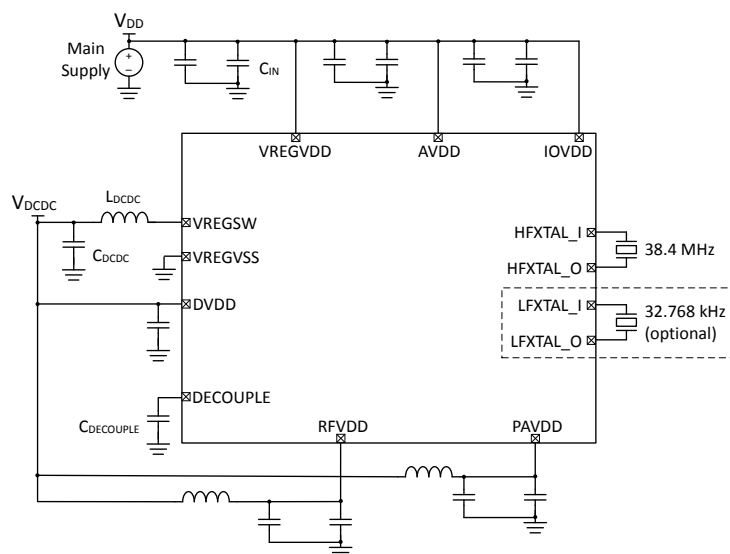 VDD
Main
Supply
+
–
CIN
VREGVDD
AVDD
IOVDD
VDCDC
LDCDC
VREGSW
CDCDC
VREGVSS
DVDD
DECOUPLE
CDECOUPLE
HFXTAL_I
HFXTAL_O
38.4 MHz
LFXTAL_I
LFXTAL_O
32.768 kHz
(optional)
RFVDD
PAVDD